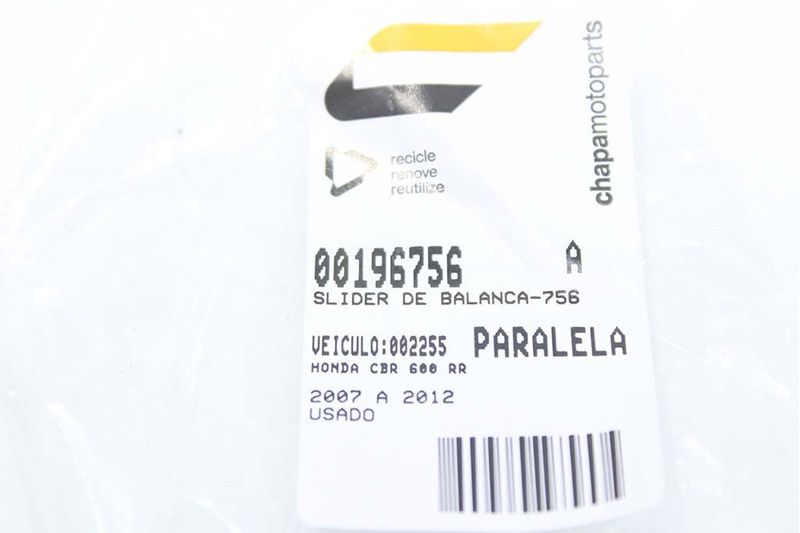 chapamotoparts
recicle
renove
reutilize
00196756 A
SLIDER DE BALANCA-756
VEICULO:002255 PARALELA
HONDA CBR 600 RR
2007 A 2012
USADO